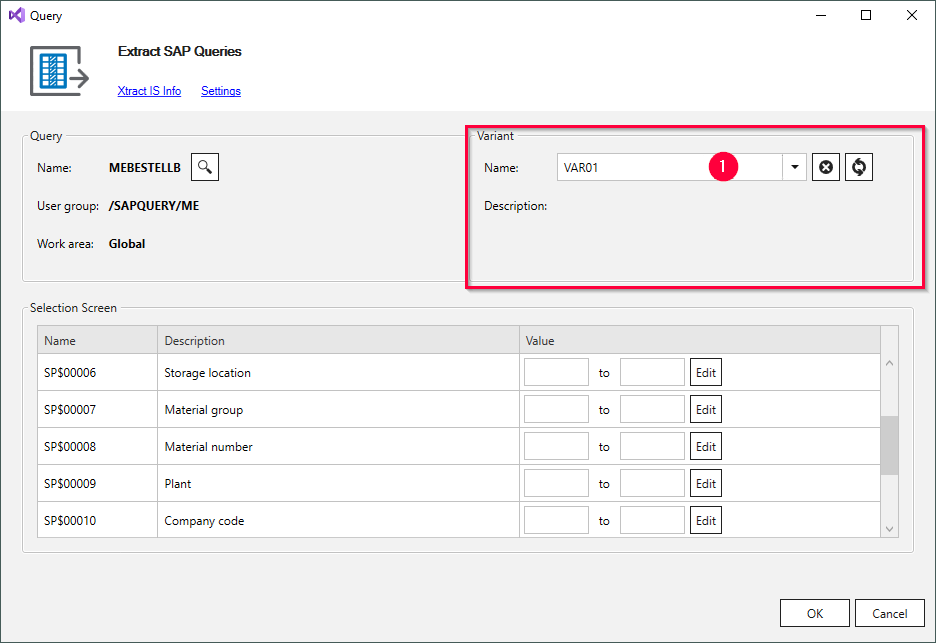 Query
Extract SAP Queries
Xtract IS Info Settings
Query
Name: MEBESTELLB
User group: /SAPQUERY/ME
Work area: Global
Variant
Name: VAR01 1
Description:
Selection Screen
Name Description Value
SP$00006 Storage location to Edit
SP$00007 Material group to Edit
SP$00008 Material number to Edit
SP$00009 Plant to Edit
SP$00010 Company code to Edit
OK Cancel